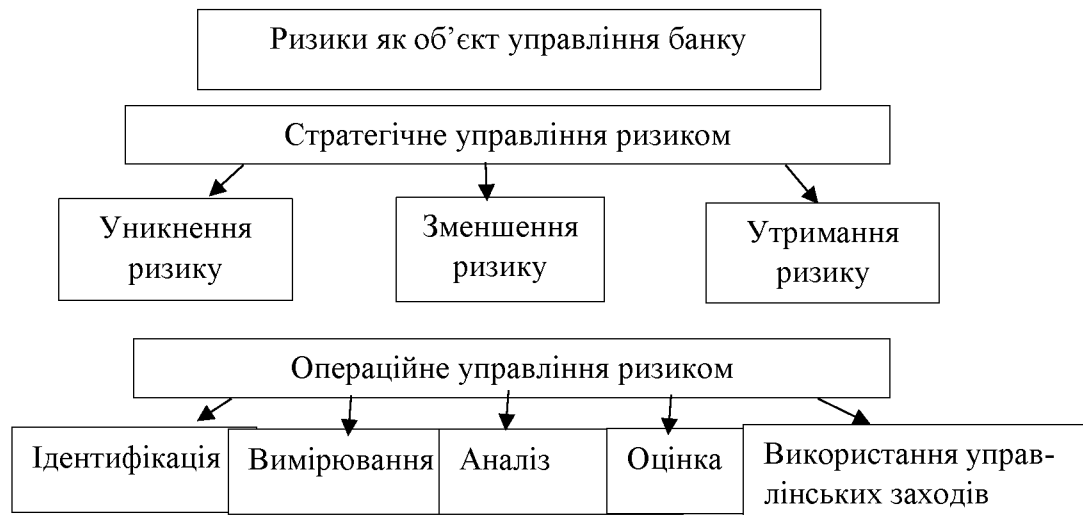 Ризики як об’єкт управління банку
Стратегічне управління ризиком
Уникнення
ризику
Зменшення
ризику
Утримання
ризику
Операційне управління ризиком
Ідентифікація
Вимірювання
Аналіз
Оцінка
Використання управ-
лінських заходів